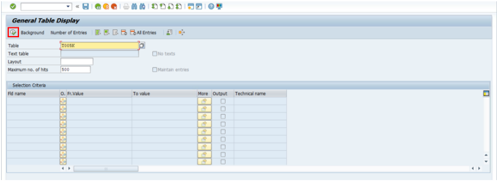 General Table Display
Background Number of Entries All Entries
Table
Text table No texts
Layout
Maximum no. of hits 500 Maintain entries
Selection Criteria
Fld name O. Fr.Value To value More Output Technical name